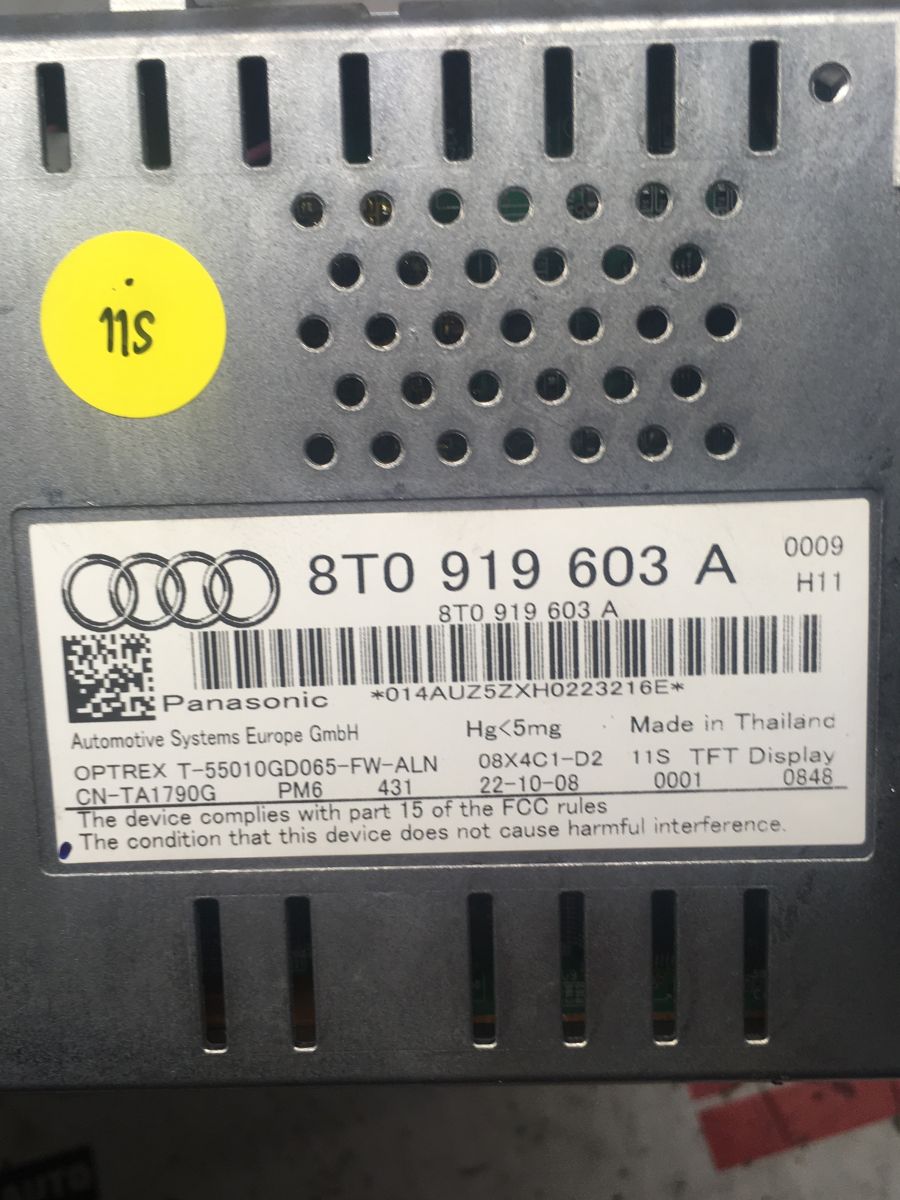 11S
8T0 919 603 A
0009
H11
8T0 919 603 A
Panasonic *014AUZ5ZXH0223216E*
Automotive Systems Europe GmbH Hg<5mg Made in Thailand
OPTREX T-55010GD065-FW-ALN 08X4C1-D2 11S TFT Display
CN-TA1790G PM6 431 22-10-08 0001 0848
The device complies with part 15 of the FCC rules
The condition that this device does not cause harmful interference.